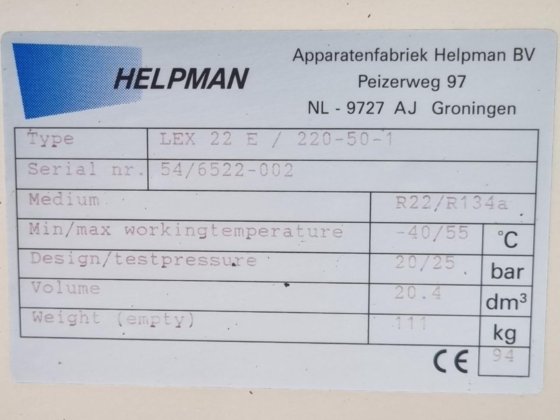 HELPMAN
Apparatenfabriek Helpman BV
Peizerweg 97
NL - 9727 AJ Groningen
Type LEX 22 E / 220-50-1
Serial nr. 54/6522-002
Medium R22/R134a
Min/max workingtemperature -40/55 °C
Design/testpressure 20/25 bar
Volume 20.4 dm³
Weight (empty) 111 kg
CE 94